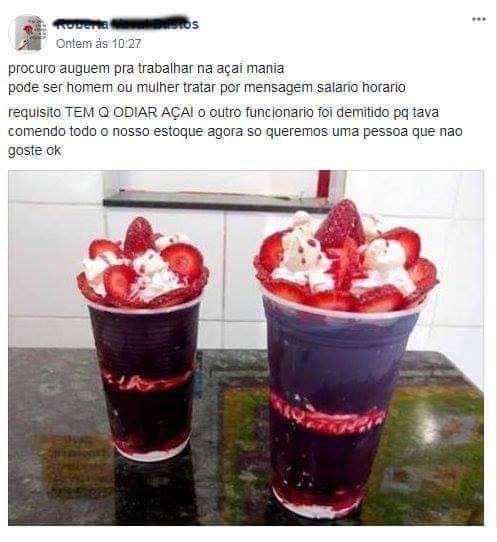 Roberta
Ontem às 10:27
procuro auguem pra trabalhar na açai mania
pode ser homem ou mulher tratar por mensagem salario horario
requisito TEM Q ODIAR AÇAI o outro funcionario foi demitido pq tava
comendo todo o nosso estoque agora so queremos uma pessoa que nao
goste ok